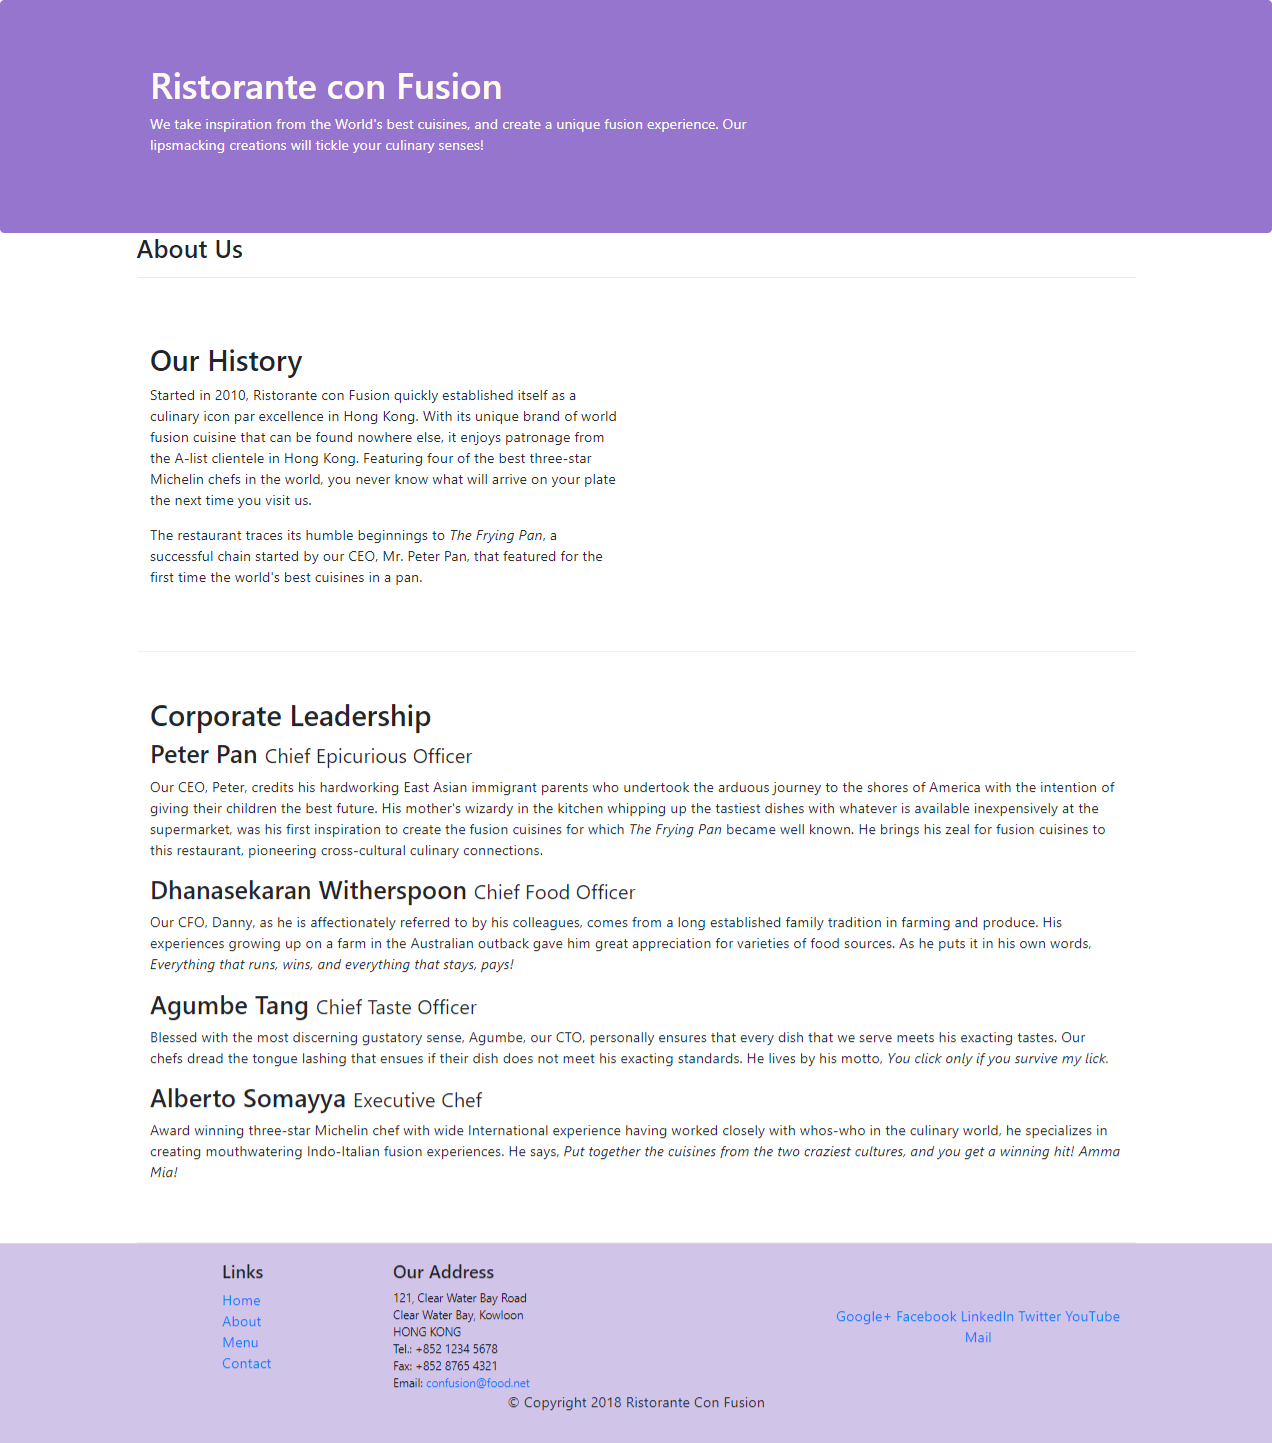 Ristorante con Fusion
We take inspiration from the World's best cuisines, and create a unique fusion experience. Our
lipsmacking creations will tickle your culinary senses!
About Us
Our History
Started in 2010, Ristorante con Fusion quickly established itself as a
culinary icon par excellence in Hong Kong. With its unique brand of world
fusion cuisine that can be found nowhere else, it enjoys patronage from
the A-list clientele in Hong Kong. Featuring four of the best three-star
Michelin chefs in the world, you never know what will arrive on your plate
the next time you visit us.
The restaurant traces its humble beginnings to The Frying Pan, a
successful chain started by our CEO, Mr. Peter Pan, that featured for the
first time the world's best cuisines in a pan.
Corporate Leadership
Peter Pan Chief Epicurious Officer
Our CEO, Peter, credits his hardworking East Asian immigrant parents who undertook the arduous journey to the shores of America with the intention of
giving their children the best future. His mother's wizardy in the kitchen whipping up the tastiest dishes with whatever is available inexpensively at the
supermarket, was his first inspiration to create the fusion cuisines for which The Frying Pan became well known. He brings his zeal for fusion cuisines to
this restaurant, pioneering cross-cultural culinary connections.
Dhanasekaran Witherspoon Chief Food Officer
Our CFO, Danny, as he is affectionately referred to by his colleagues, comes from a long established family tradition in farming and produce. His
experiences growing up on a farm in the Australian outback gave him great appreciation for varieties of food sources. As he puts it in his own words,
Everything that runs, wins, and everything that stays, pays!
Agumbe Tang Chief Taste Officer
Blessed with the most discerning gustatory sense, Agumbe, our CTO, personally ensures that every dish that we serve meets his exacting tastes. Our
chefs dread the tongue lashing that ensues if their dish does not meet his exacting standards. He lives by his motto, You click only if you survive my lick.
Alberto Somayya Executive Chef
Award winning three-star Michelin chef with wide International experience having worked closely with whos-who in the culinary world, he specializes in
creating mouthwatering Indo-Italian fusion experiences. He says, Put together the cuisines from the two craziest cultures, and you get a winning hit! Amma
Mia!
Links
Home
About
Menu
Contact
Our Address
121, Clear Water Bay Road
Clear Water Bay, Kowloon
HONG KONG
Tel.: +852 1234 5678
Fax: +852 8765 4321
Email: confusion@food.net
Google+ Facebook LinkedIn Twitter YouTube
Mail
© Copyright 2018 Ristorante Con Fusion